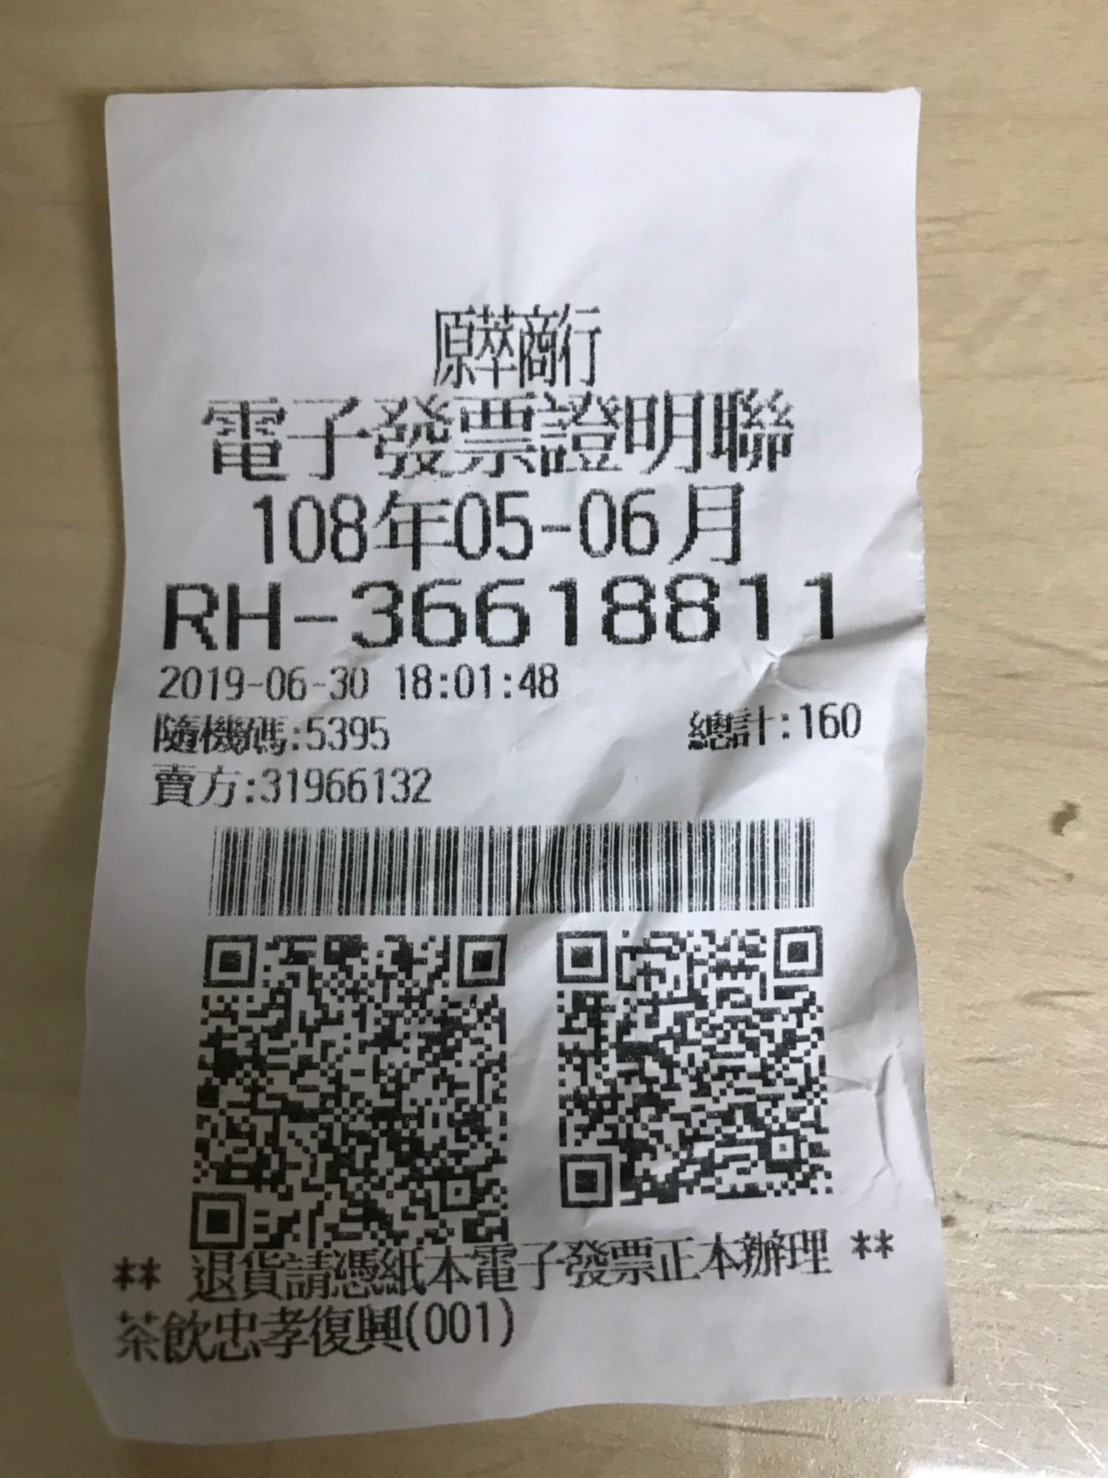 原萃商行
電子發票證明聯
108年05-06月
RH-36618811
2019-06-30 18:01:48
隨機碼:5395 總計:160
賣方:31966132
** 退貨請憑紙本電子發票正本辦理 **
茶飲忠孝復興(001)